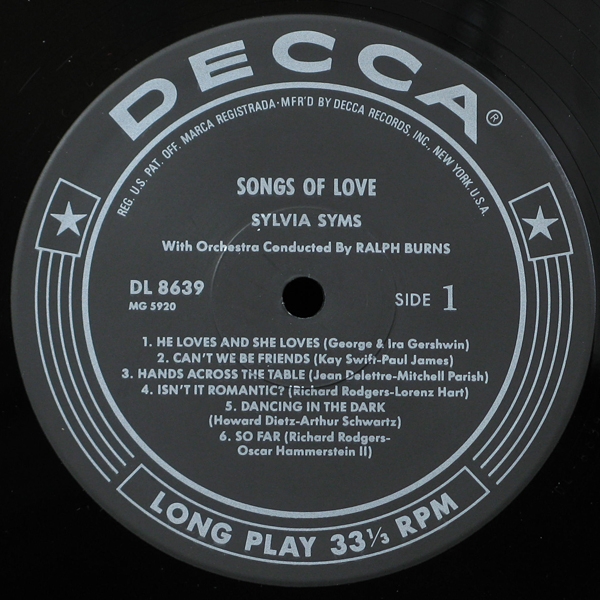 DECCA®
REG. U.S. PAT. OFF. MARCA REGISTRADA • MFR'D BY DECCA RECORDS, INC., NEW YORK U.S.A.
SONGS OF LOVE
SYLVIA SYMS
With Orchestra Conducted By RALPH BURNS
DL 8639
MG 5920
SIDE 1
1. HE LOVES AND SHE LOVES (George & Ira Gershwin)
2. CAN'T WE BE FRIENDS (Kay Swift-Paul James)
3. HANDS ACROSS THE TABLE (Jean Delettre-Mitchell Parish)
4. ISN'T IT ROMANTIC? (Richard Rodgers-Lorenz Hart)
5. DANCING IN THE DARK
(Howard Dietz-Arthur Schwartz)
6. SO FAR (Richard Rodgers-
Oscar Hammerstein II)
LONG PLAY 33⅓ RPM